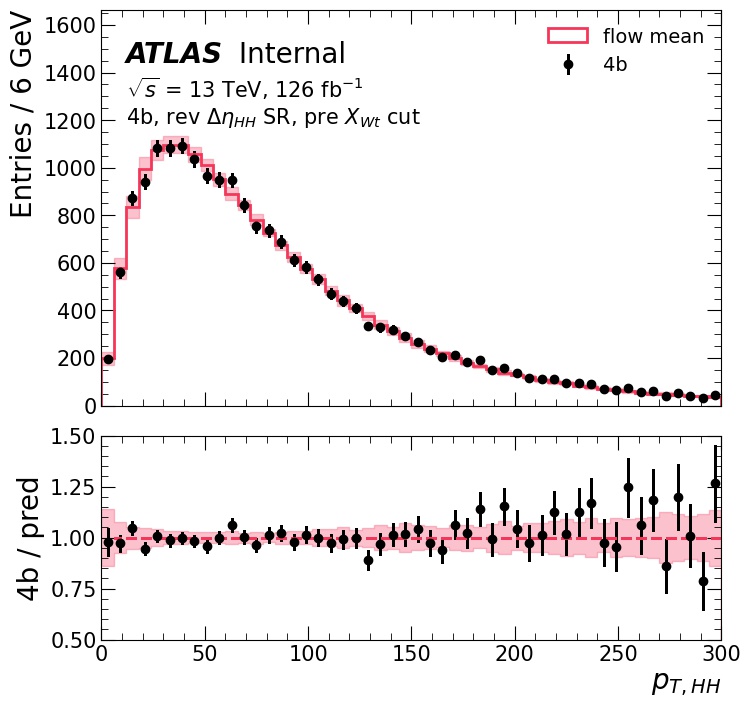 Entries / 6 GeV
1600
1400
1200
1000
800
600
400
200
0
ATLAS Internal
√s = 13 TeV, 126 fb⁻¹
4b, rev Δη_HH SR, pre X_Wt cut
flow mean
4b
4b / pred
1.50
1.25
1.00
0.75
0.50
0 50 100 150 200 250 300
p_T, HH